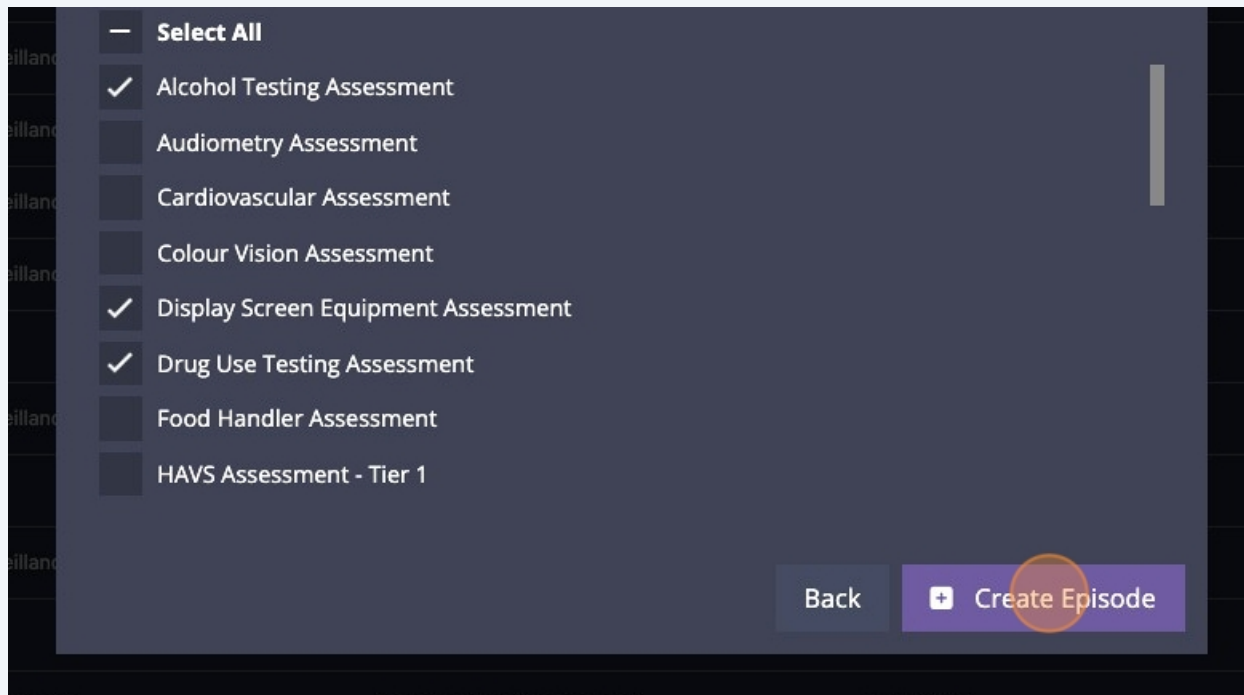 Select All
Alcohol Testing Assessment
Audiometry Assessment
Cardiovascular Assessment
Colour Vision Assessment
Display Screen Equipment Assessment
Drug Use Testing Assessment
Food Handler Assessment
HAVS Assessment - Tier 1
Back
Create Episode